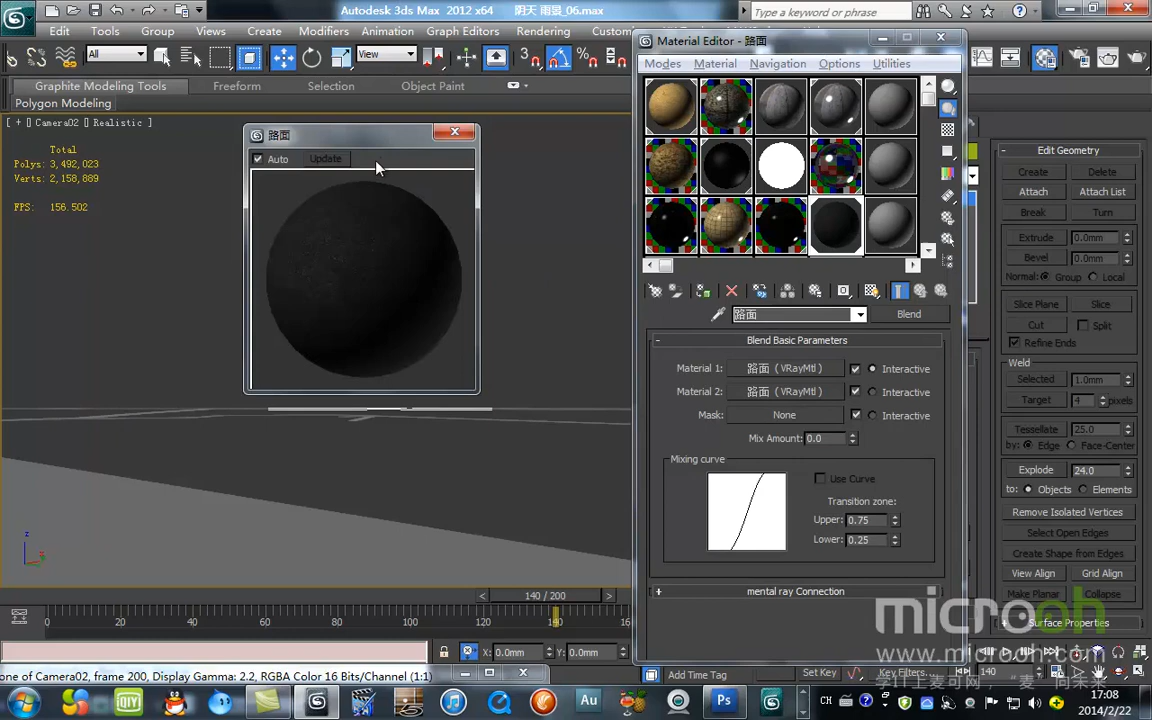 Autodesk 3ds Max 2012 x64 阴天 雨景_06.max
Type a keyword or phrase
Edit Tools Group Views Create Modifiers Animation Graph Editors Rendering Custom
All
View
Graphite Modeling Tools Freeform Selection Object Paint
Polygon Modeling
[ + ] [ Camera02 ] [ Realistic ]
Total
Polys: 3,492,023
Verts: 2,158,889
FPS: 156.502
路面
Auto Update
Material Editor - 路面
Modes Material Navigation Options Utilities
路面 Blend
Blend Basic Parameters
Material 1: 路面 ( VRayMtl ) Interactive
Material 2: 路面 ( VRayMtl ) Interactive
Mask: None Interactive
Mix Amount: 0.0
Mixing curve
Use Curve
Transition zone:
Upper: 0.75
Lower: 0.25
mental ray Connection
Edit Geometry
Create Delete
Attach Attach List
Break Turn
Extrude 0.0mm
Bevel 0.0mm
Normal: Group Local
Slice Plane Slice
Cut Split
Refine Ends
Weld
Selected 1.0mm
Target 4 pixels
Tessellate 25.0
by: Edge Face-Center
Explode 24.0
to: Objects Elements
Remove Isolated Vertices
Select Open Edges
Create Shape from Edges
View Align Grid Align
Make Planar Collapse
Surface Properties
140 / 200
0 20 40 60 80 100 120 140 160 180
X: 0.0mm Y: 0.0mm
one of Camera02, frame 200, Display Gamma: 2.2, RGBA Color 16 Bits/Channel (1:1)
Add Time Tag
Set Key Key Filters...
microoh
www.microoh.com
CH
17:08
2014/2/22